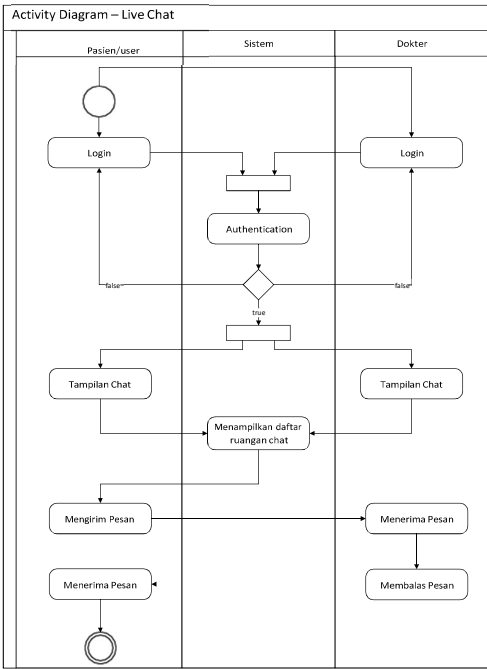 Activity Diagram – Live Chat
Pasien/user
Sistem
Dokter
Login
Login
Authentication
false
false
true
Tampilan Chat
Tampilan Chat
Menampilkan daftar
ruangan chat
Mengirim Pesan
Menerima Pesan
Menerima Pesan
Membalas Pesan